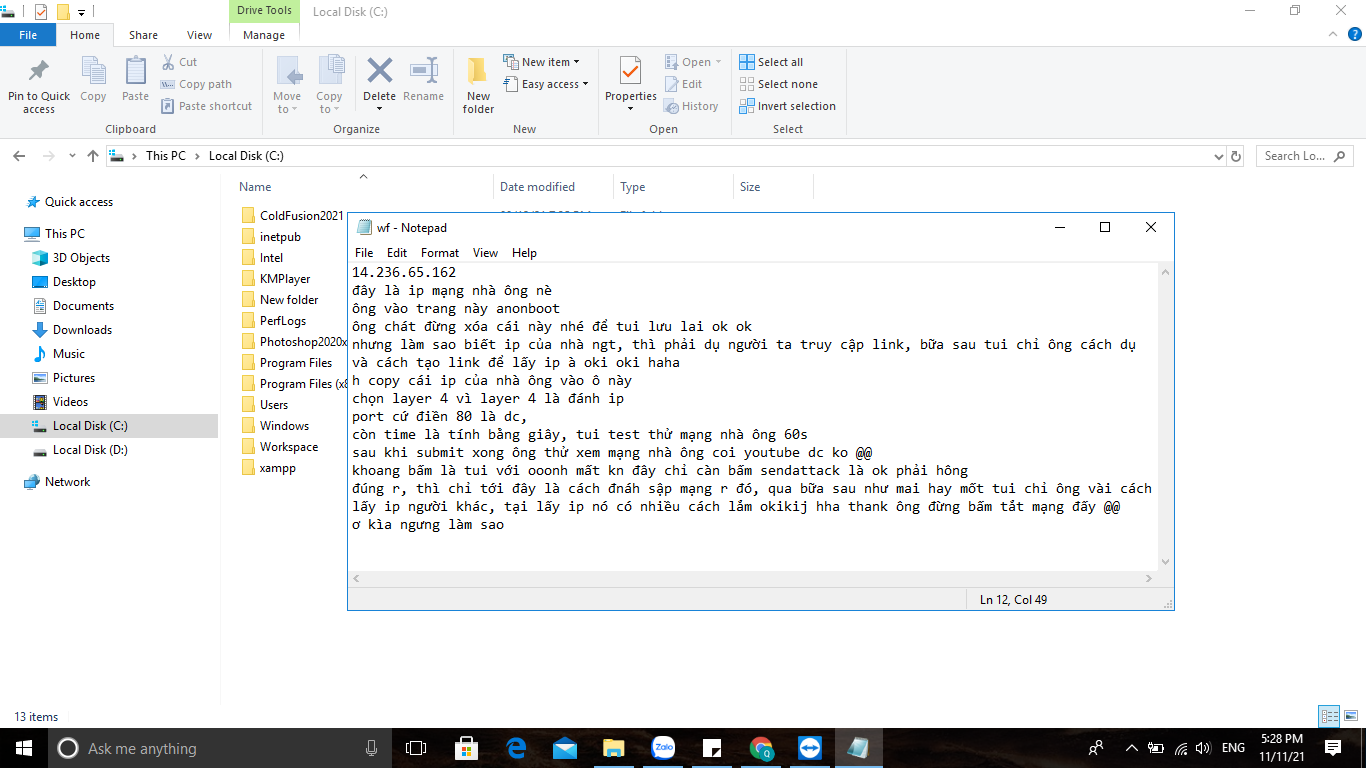 Drive Tools
Local Disk (C:)
File
Home
Share
View
Manage
Pin to Quick access
Copy
Paste
Cut
Copy path
Paste shortcut
Clipboard
Move to
Copy to
Delete
Rename
Organize
New folder
New item
Easy access
New
Properties
Open
Edit
History
Open
Select all
Select none
Invert selection
Select
This PC
Local Disk (C:)
Search Lo...
Name
Date modified
Type
Size
Quick access
This PC
3D Objects
Desktop
Documents
Downloads
Music
Pictures
Videos
Local Disk (C:)
Local Disk (D:)
Network
ColdFusion2021
inetpub
Intel
KMPlayer
New folder
PerfLogs
Photoshop2020x
Program Files
Program Files (x8
Users
Windows
Workspace
xampp
wf - Notepad
File
Edit
Format
View
Help
14.236.65.162
đây là ip mạng nhà ông nè
ông vào trang này anonboot
ông chát đừng xóa cái này nhé để tui lưu lai ok ok
nhưng làm sao biết ip của nhà ngt, thì phải dụ người ta truy cập link, bữa sau tui chỉ ông cách dụ
và cách tạo link để lấy ip à oki oki haha
h copy cái ip của nhà ông vào ô này
chọn layer 4 vì layer 4 là đánh ip
port cứ điền 80 là dc,
còn time là tính bằng giây, tui test thử mạng nhà ông 60s
sau khi submit xong ông thử xem mạng nhà ông coi youtube dc ko @@
khoang bấm là tui với ooonh mất kn đây chỉ càn bấm sendattack là ok phải hông
đúng r, thì chỉ tới đây là cách đnáh sập mạng r đó, qua bữa sau như mai hay mốt tui chỉ ông vài cách
lấy ip người khác, tại lấy ip nó có nhiều cách lắm okikij hha thank ông đừng bấm tắt mạng đấy @@
ơ kìa ngưng làm sao
Ln 12, Col 49
13 items
Ask me anything
Zalo
ENG
5:28 PM
11/11/21